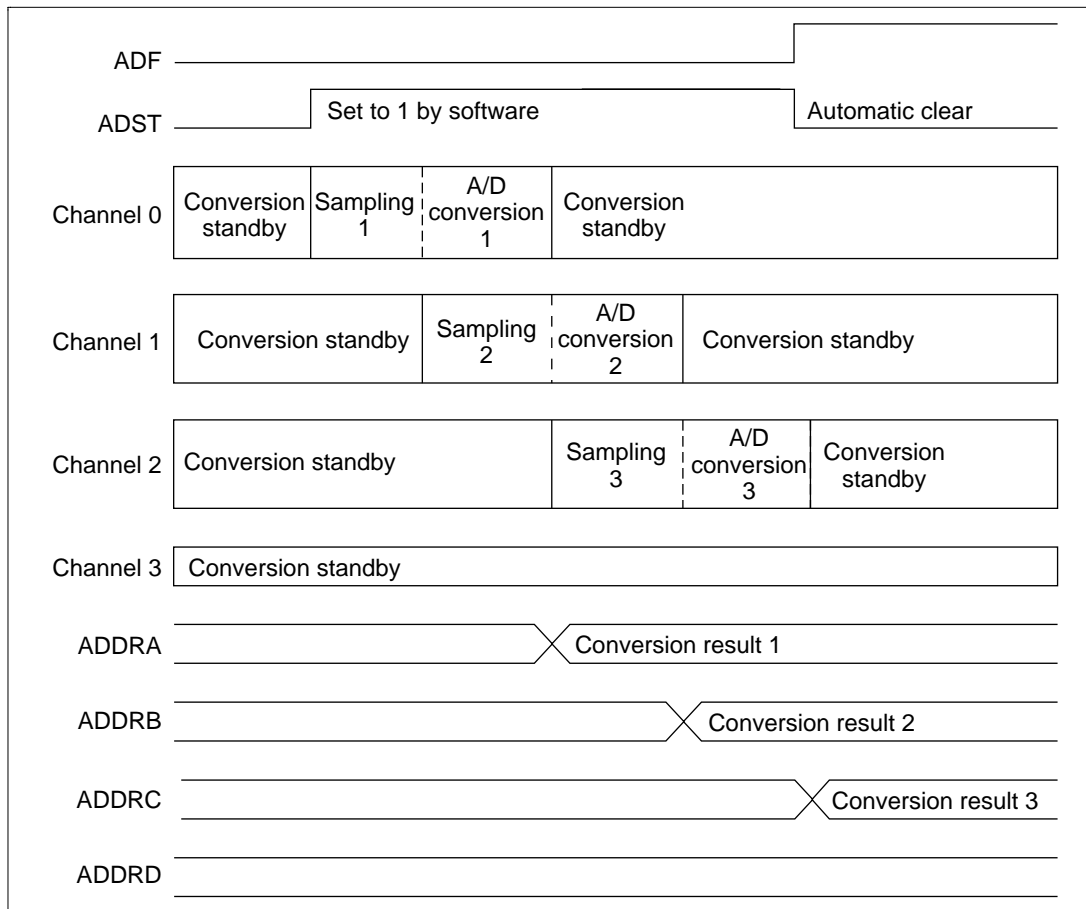 ADF
ADST
Set to 1 by software
Automatic clear
Channel 0
Conversion
standby
Sampling
1
A/D
conversion
1
Conversion
standby
Channel 1
Conversion standby
Sampling
2
A/D
conversion
2
Conversion standby
Channel 2
Conversion standby
Sampling
3
A/D
conversion
3
Conversion
standby
Channel 3
Conversion standby
ADDRA
Conversion result 1
ADDRB
Conversion result 2
ADDRC
Conversion result 3
ADDRD